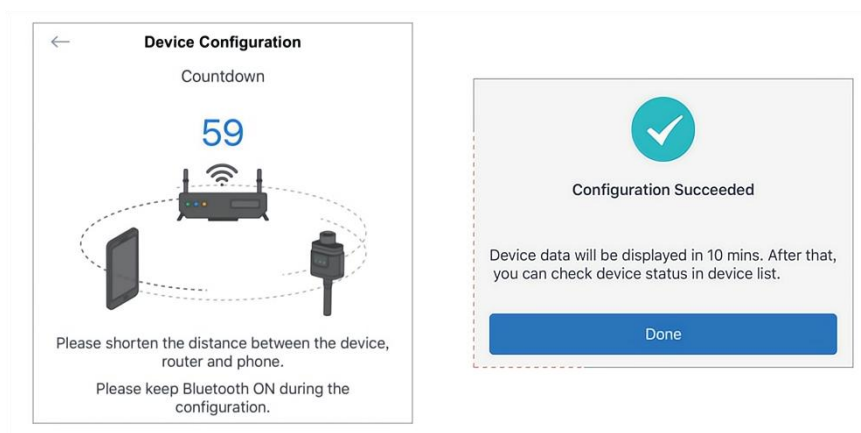 Device Configuration
Countdown
59
Please shorten the distance between the device,
router and phone.
Please keep Bluetooth ON during the
configuration.
Configuration Succeeded
Device data will be displayed in 10 mins. After that,
you can check device status in device list.
Done